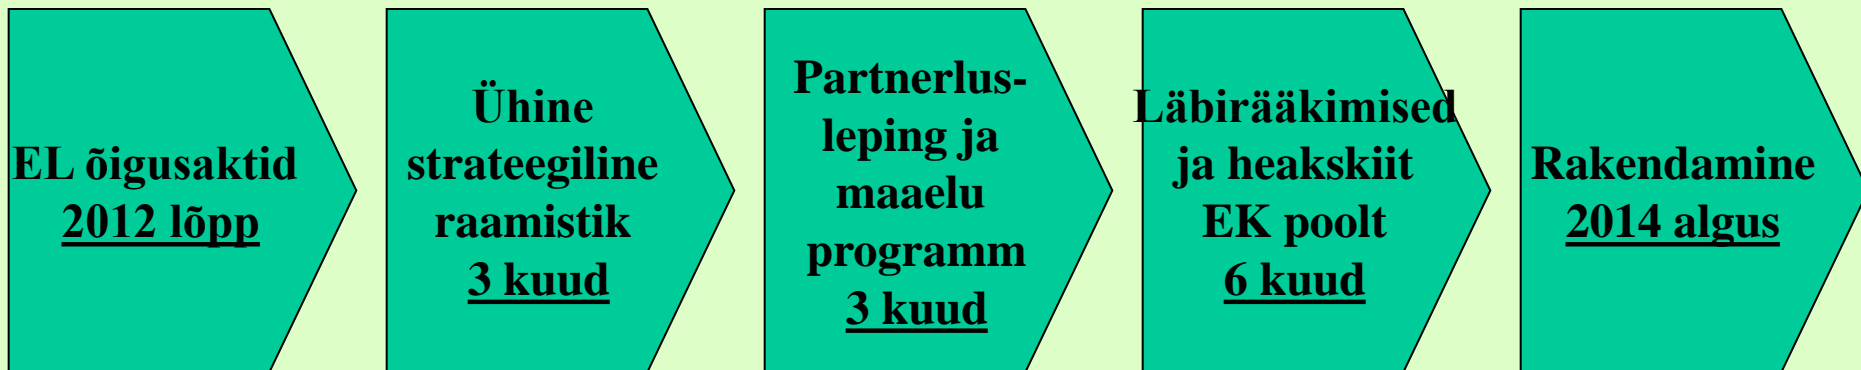 EL õigusaktid
2012 lõpp
Ühine
strateegiline
raamistik
3 kuud
Partnerlus-
leping ja
maaelu
programm
3 kuud
Läbirääkimised
ja heakskiit
EK poolt
6 kuud
Rakendamine
2014 algus